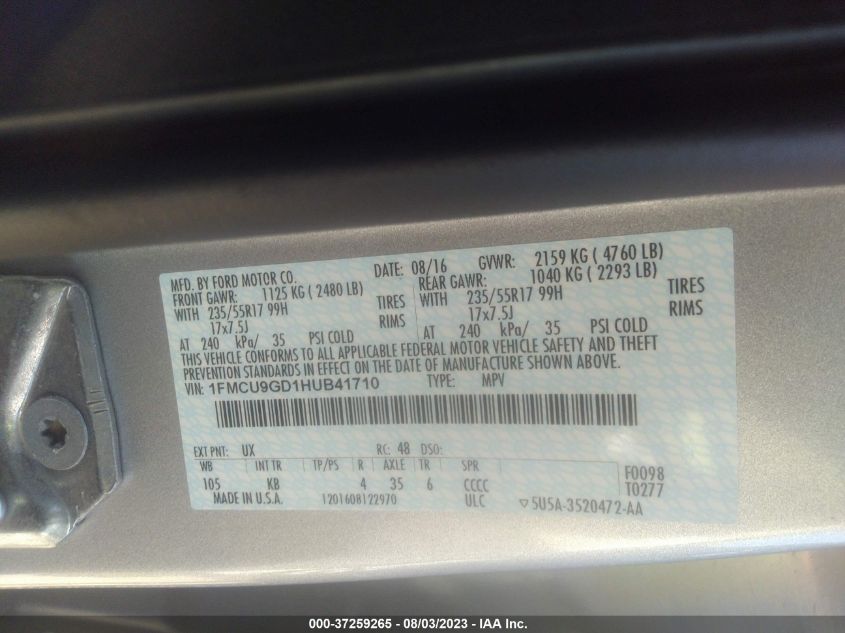 MFD. BY FORD MOTOR CO. DATE: 08/16 GVWR: 2159 KG ( 4760 LB)
FRONT GAWR: 1125 KG ( 2480 LB) REAR GAWR: 1040 KG ( 2293 LB)
WITH 235/55R17 99H TIRES WITH 235/55R17 99H TIRES
17x7.5J RIMS 17x7.5J RIMS
AT 240 kPa/ 35 PSI COLD AT 240 kPa/ 35 PSI COLD
THIS VEHICLE CONFORMS TO ALL APPLICABLE FEDERAL MOTOR VEHICLE SAFETY AND THEFT
PREVENTION STANDARDS IN EFFECT ON THE DATE OF MANUFACTURE SHOWN ABOVE.
VIN: 1FMCU9GD1HUB41710 TYPE: MPV
EXT PNT: UX RC: 48 DSO:
WB INT TR TP/PS R AXLE TR SPR F0098
105 KB 4 35 6 CCCC T0277
MADE IN U.S.A. 1201608122970 ULC ▽5U5A-3520472-AA
000-37259265 - 08/03/2023 - IAA Inc.